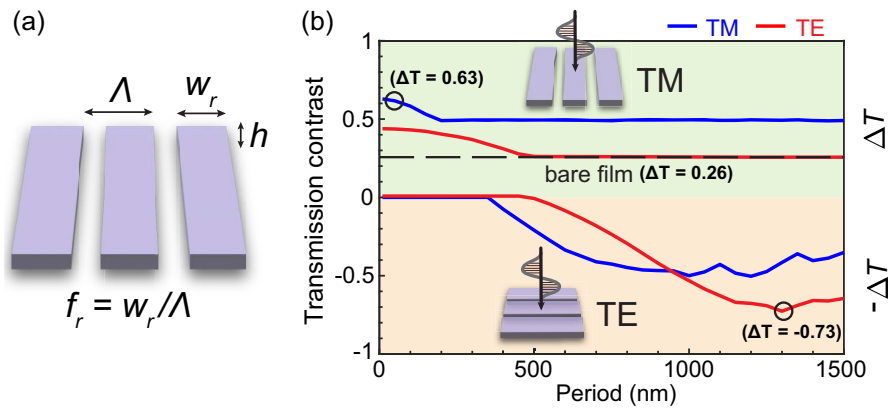 (a)
Λ
w_r
h
f_r = w_r/Λ
(b)
TM
TE
Transmission contrast
1
0.5
0
-0.5
-1
(ΔT = 0.63)
TM
bare film (ΔT = 0.26)
TE
(ΔT = -0.73)
ΔT
-ΔT
0
500
1000
1500
Period (nm)